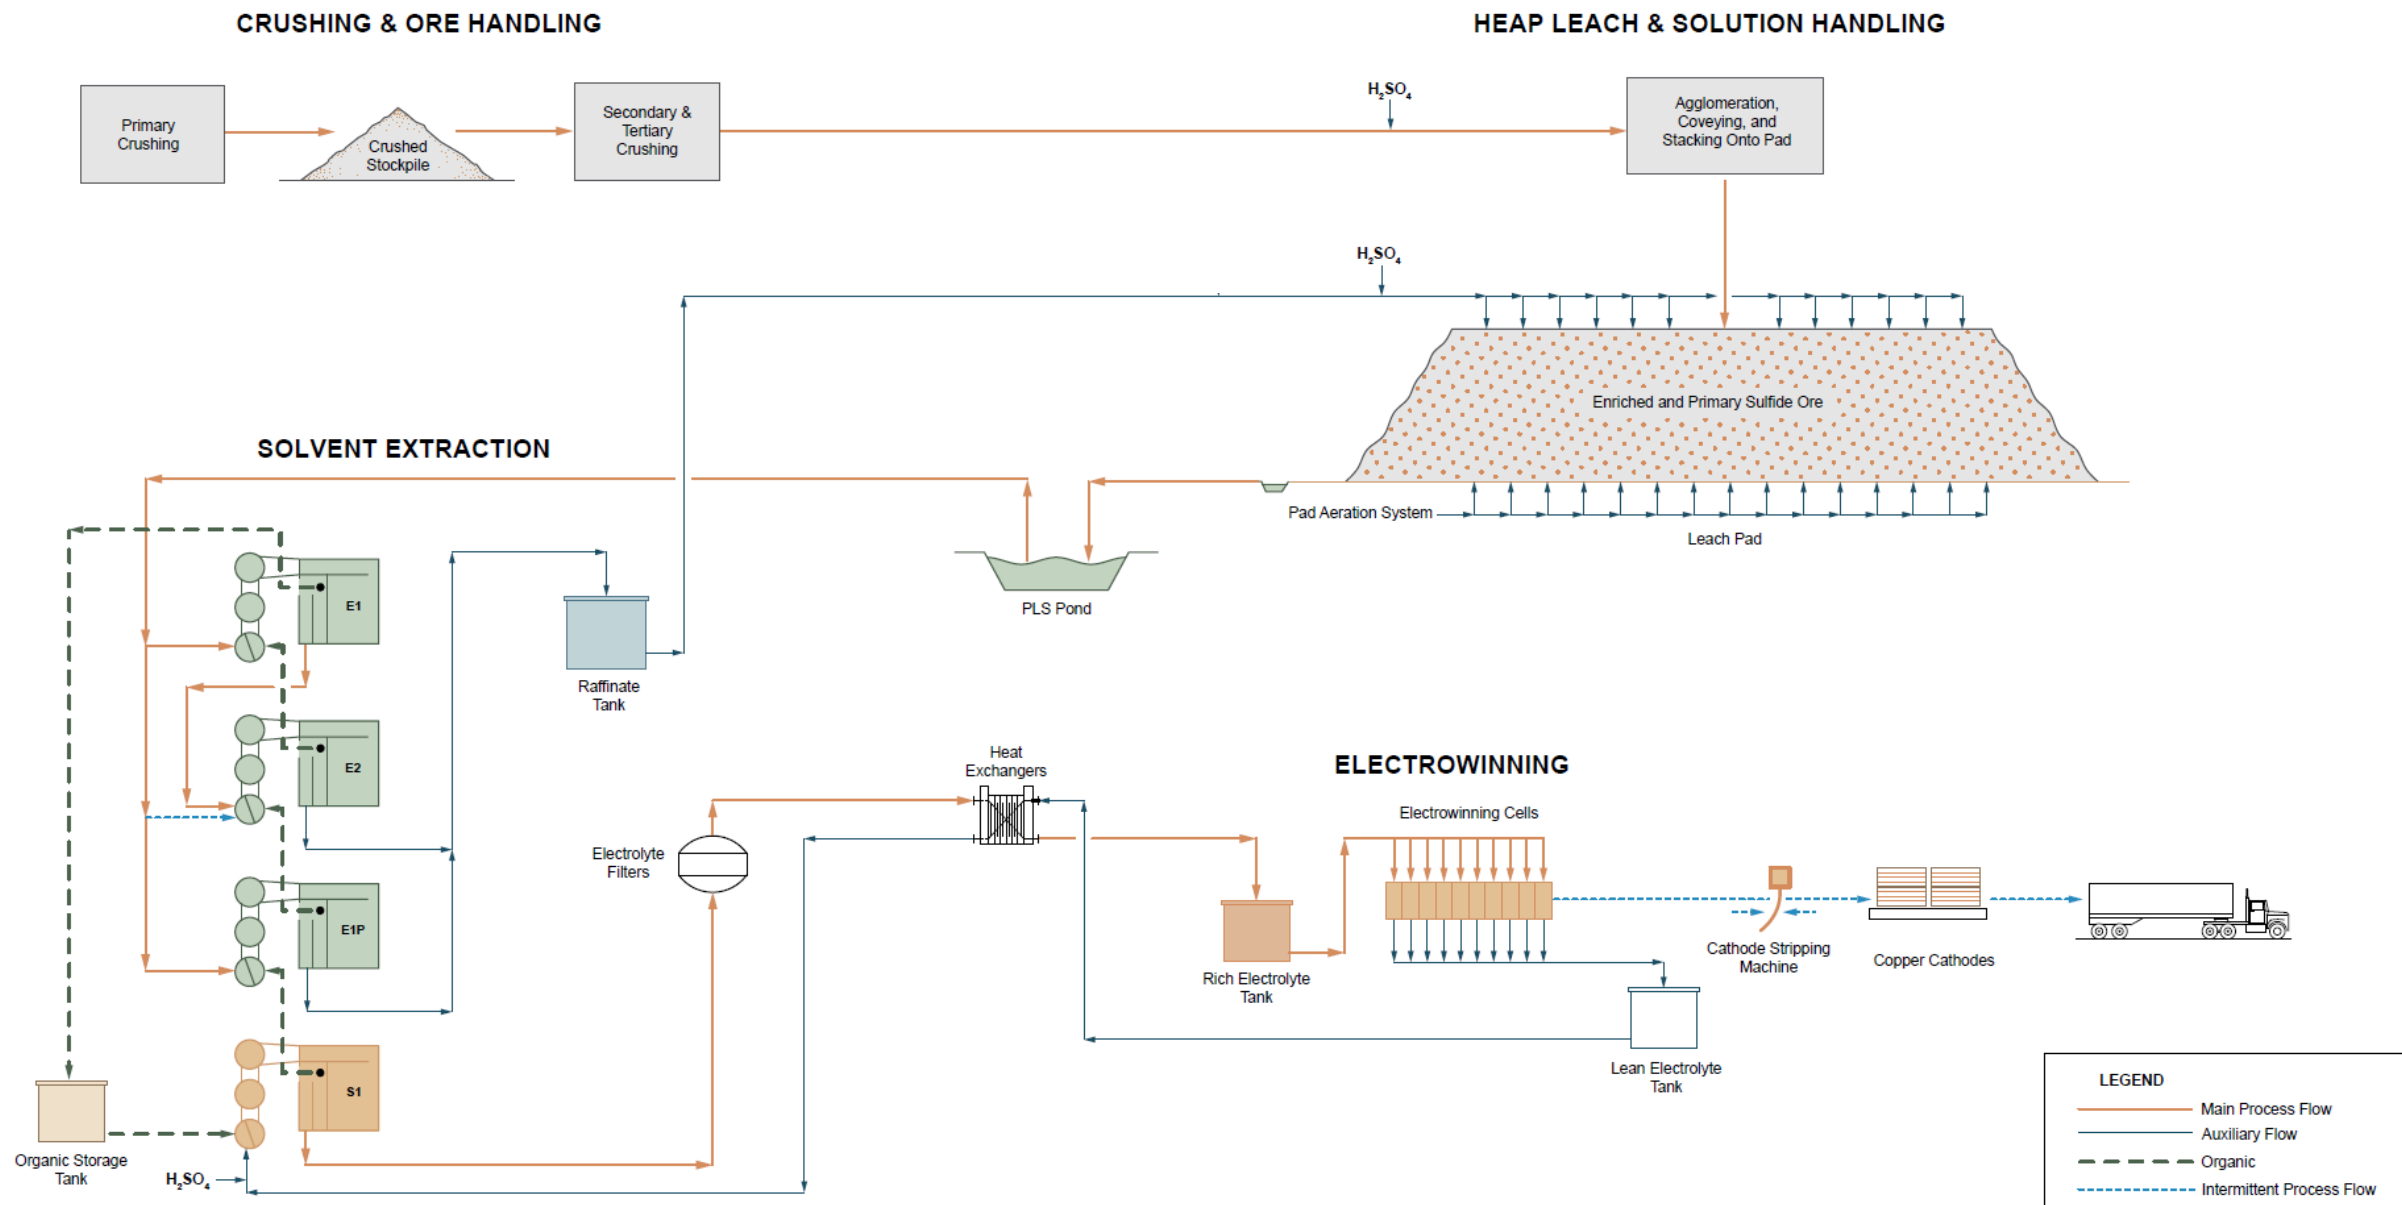 CRUSHING & ORE HANDLING
HEAP LEACH & SOLUTION HANDLING
Primary
Crushing
Crushed
Stockpile
Secondary &
Tertiary
Crushing
H₂SO₄
Agglomeration,
Coveying, and
Stacking Onto Pad
H₂SO₄
Enriched and Primary Sulfide Ore
Pad Aeration System
Leach Pad
PLS Pond
SOLVENT EXTRACTION
E1
E2
E1P
S1
Raffinate
Tank
Organic Storage
Tank
H₂SO₄
Electrolyte
Filters
Heat
Exchangers
ELECTROWINNING
Electrowinning Cells
Rich Electrolyte
Tank
Lean Electrolyte
Tank
Cathode Stripping
Machine
Copper Cathodes
LEGEND
Main Process Flow
Auxiliary Flow
Organic
Intermittent Process Flow